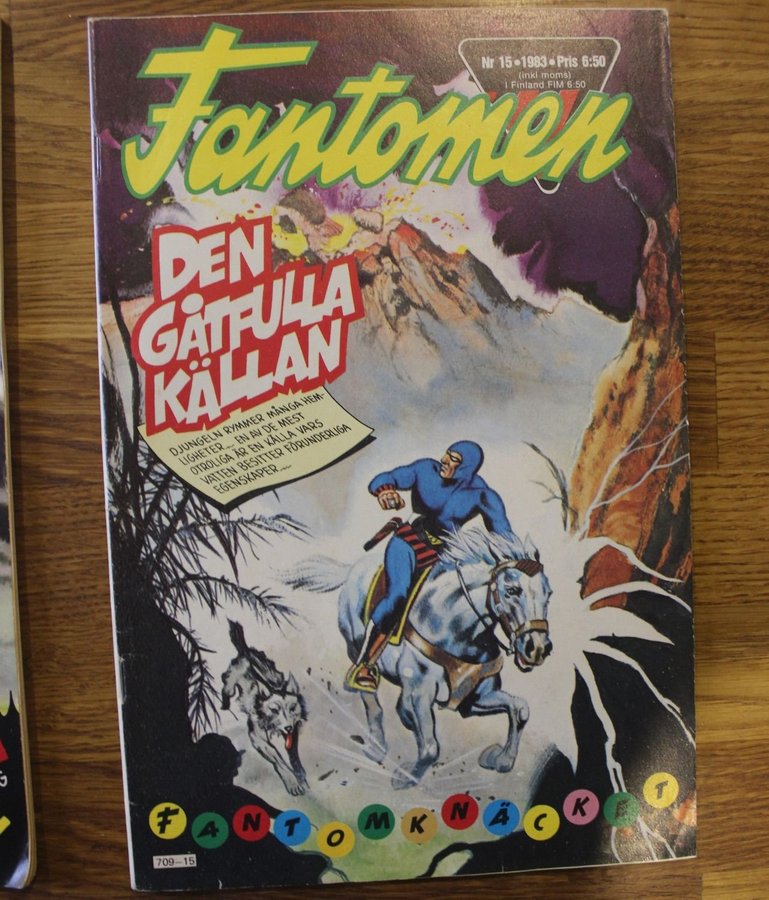 Nr 15 • 1983 • Pris 6:50
(inkl moms)
i Finland FIM 6:50
Fantomen
DEN
GÅTFULLA
KÄLLAN
DJUNGELN RYMMER MÅNGA HEM-
LIGHETER --- EN AV DE MEST
OTROLIGA ÄR EN KÄLLA VARS
VATTEN BESITTER FÖRUNDERLIGA
EGENSKAPER ---
FANTOMKNÄCKET
709-15